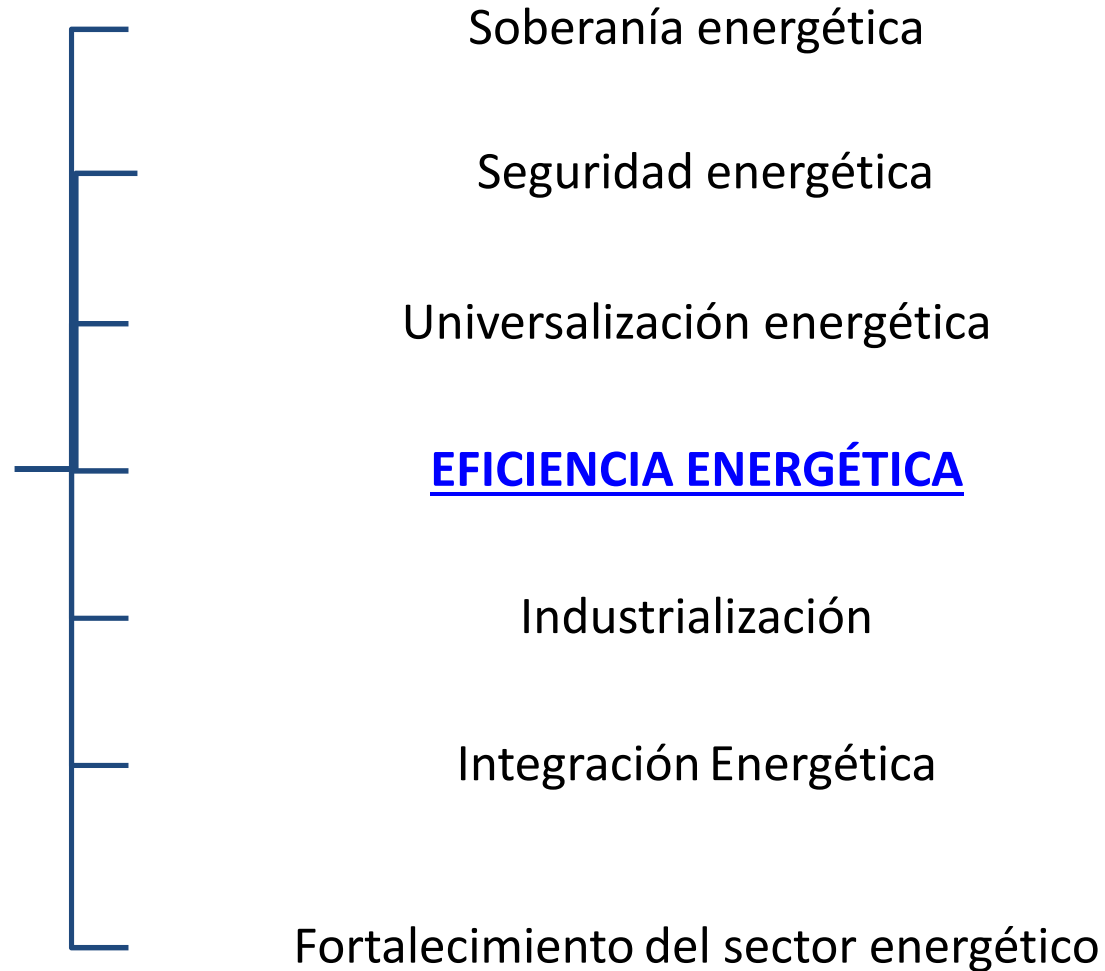 Soberanía energética
Seguridad energética
Universalización energética
EFICIENCIA ENERGÉTICA
Industrialización
Integración Energética
Fortalecimiento del sector energético